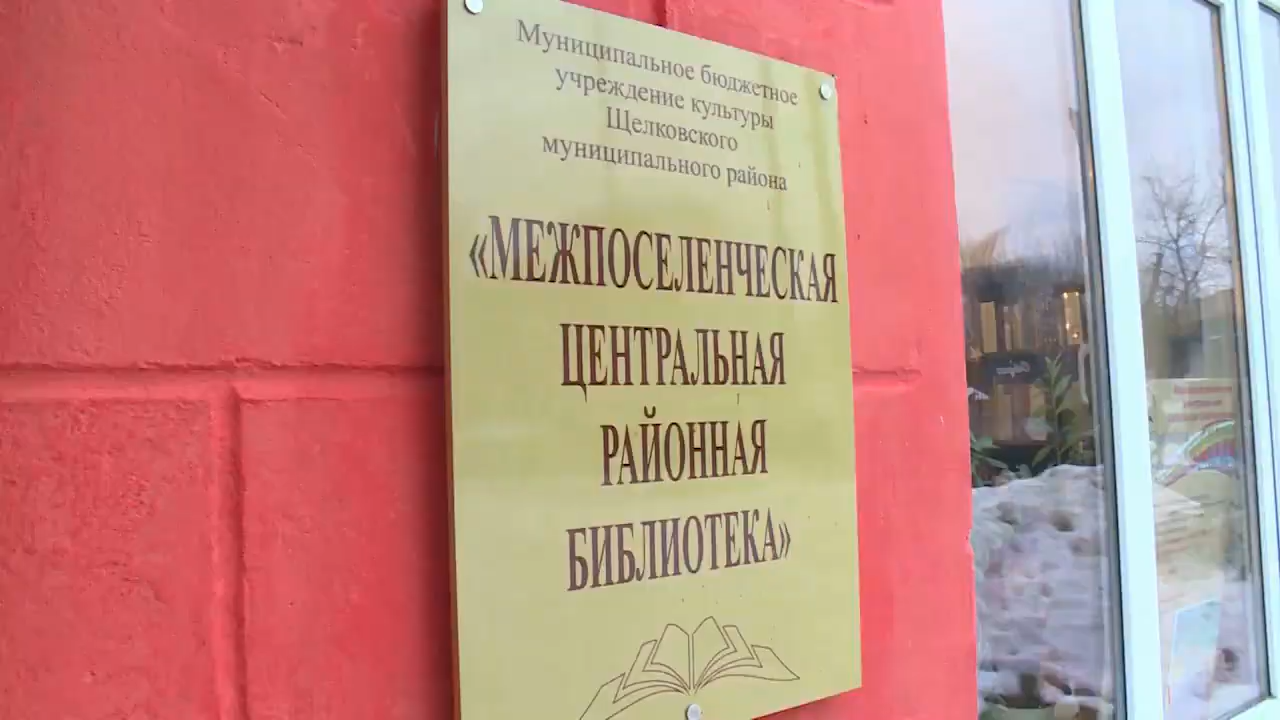 Муниципальное бюджетное
учреждение культуры
Щелковского
муниципального района
«МЕЖПОСЕЛЕНЧЕСКАЯ
ЦЕНТРАЛЬНАЯ
РАЙОННАЯ
БИБЛИОТЕКА»